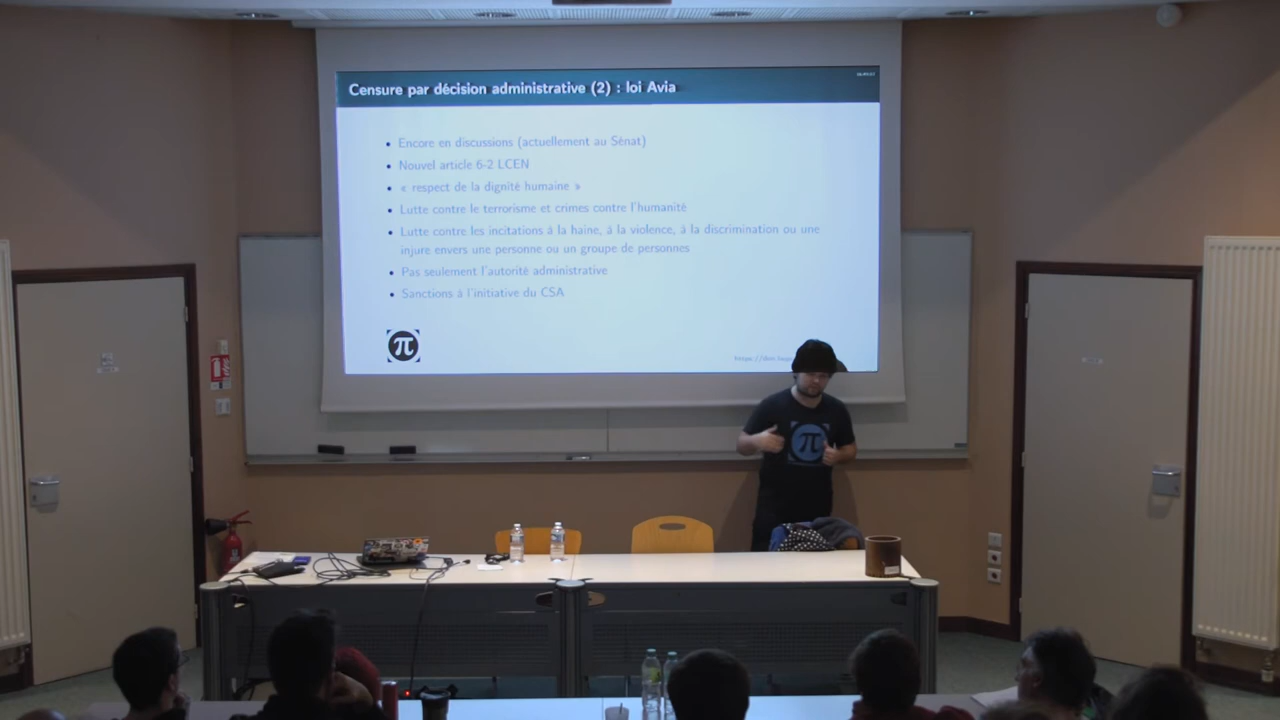 Censure par décision administrative (2) : loi Avia
• Encore en discussions (actuellement au Sénat)
• Nouvel article 6-2 LCEN
• « respect de la dignité humaine »
• Lutte contre le terrorisme et crimes contre l'humanité
• Lutte contre les incitations à la haine, à la violence, à la discrimination ou une
injure envers une personne ou un groupe de personnes
• Pas seulement l'autorité administrative
• Sanctions à l'initiative du CSA
π
π